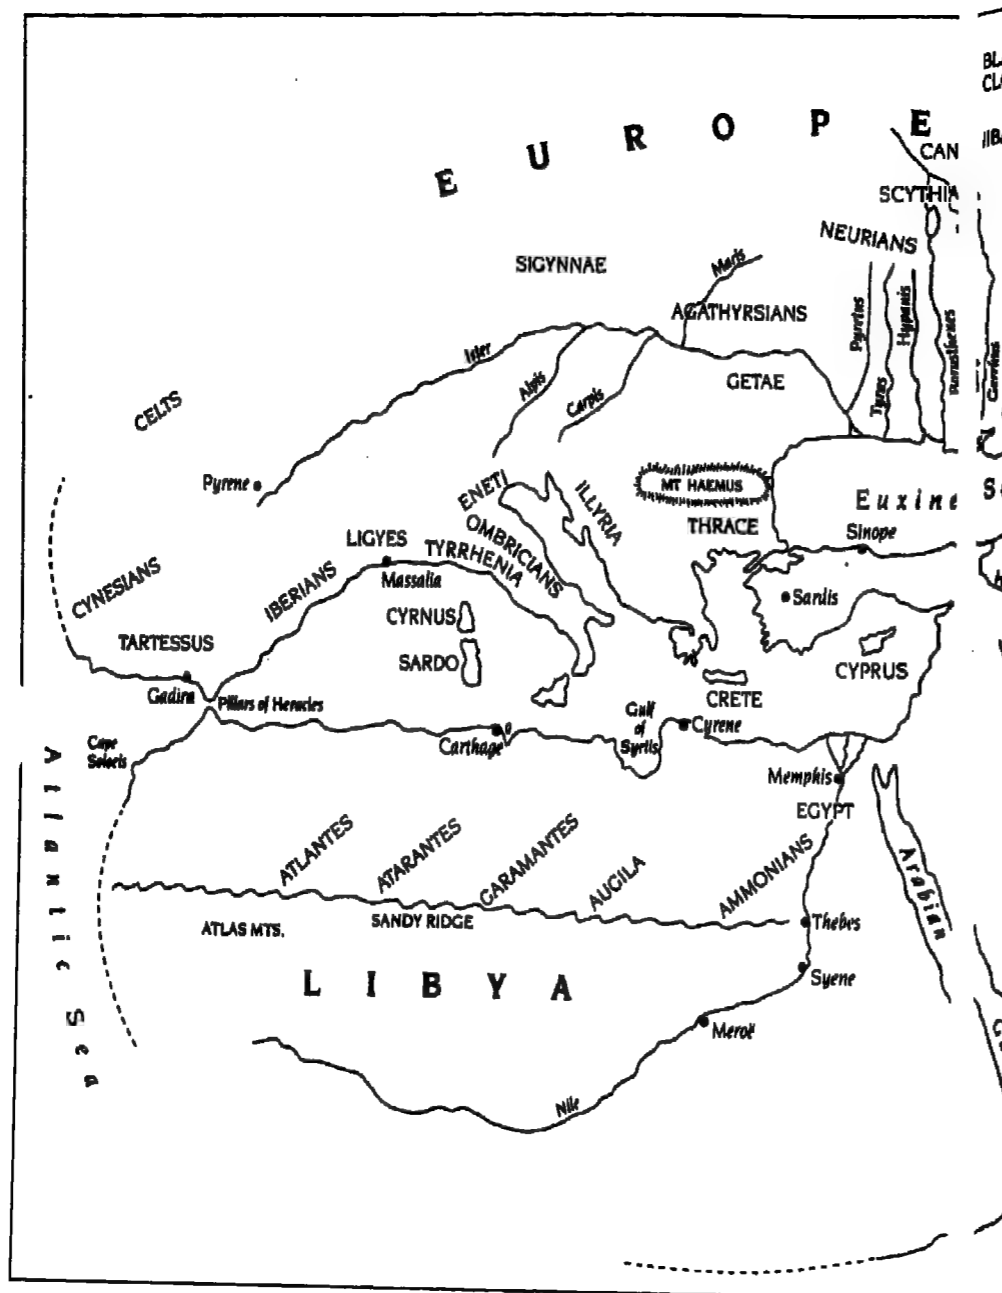 EUROPE
CAN
SCYTHIA
NEURIANS
SIGYNNAE
Maris
AGATHYRSIANS
Pyretus
Tyras
Hypanis
Borysthenes
Gerrhus
Ister
Alpis
Carpis
GETAE
CELTS
Pyrene
ENETI
ILLYRIA
MT HAEMUS
Euxine
THRACE
Sinope
OMBRICIANS
LIGYES
TYRRHENIA
Massalia
CYNESIANS
IBERIANS
CYRNUS
Sardis
TARTESSUS
SARDO
CYPRUS
Gadira
Pillars of Heracles
CRETE
Gulf
of
Syrtis
Cyrene
Cape
Soloeis
Carthage
Memphis
EGYPT
Atlantic Sea
ATLANTES
ATARANTES
GARAMANTES
AUGILA
AMMONIANS
Arabian
ATLAS MTS.
SANDY RIDGE
Thebes
LIBYA
Syene
Meroë
Nile